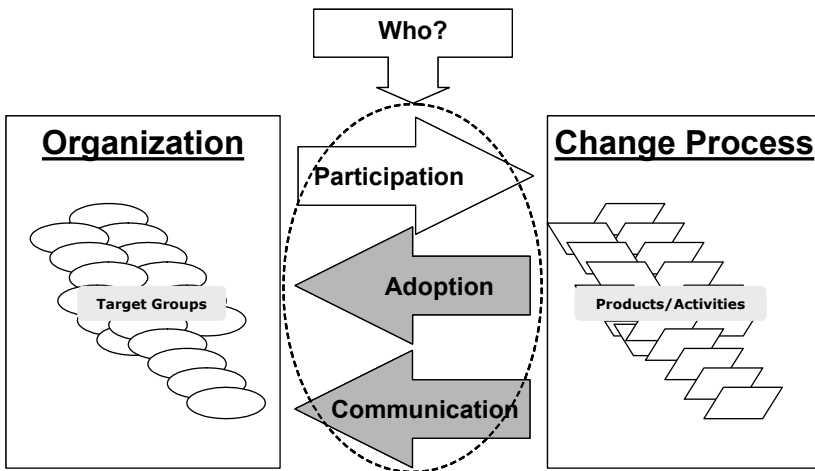 Who?
Organization
Change Process
Participation
Adoption
Target Groups
Products/Activities
Communication